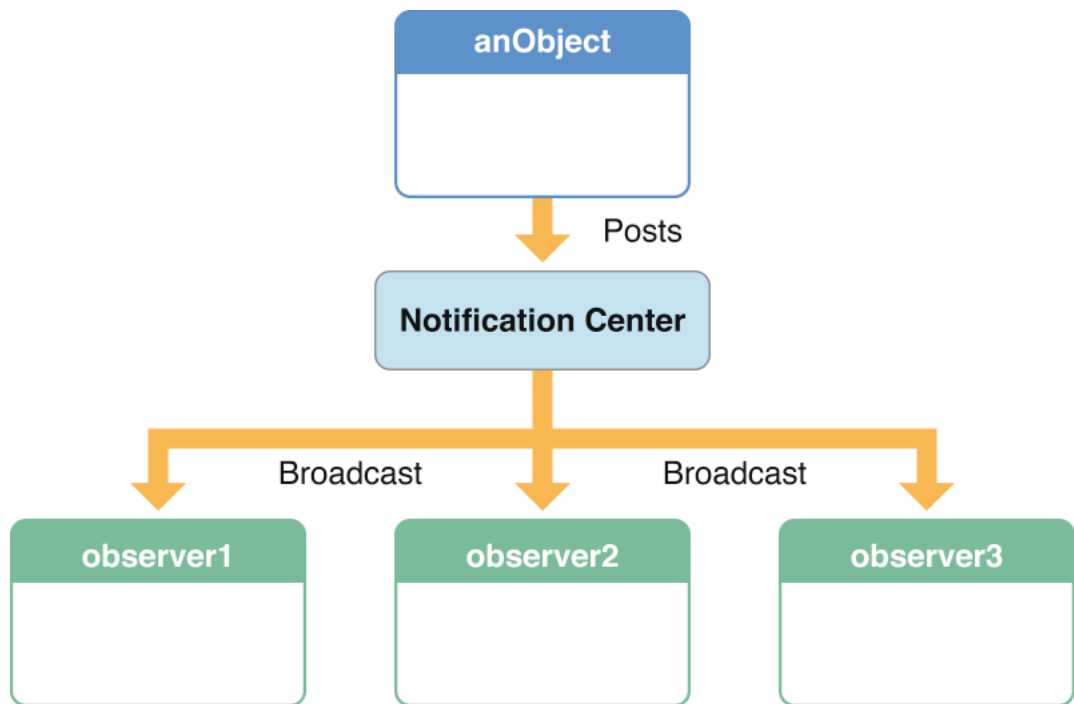 anObject
Posts
Notification Center
Broadcast
Broadcast
observer1
observer2
observer3